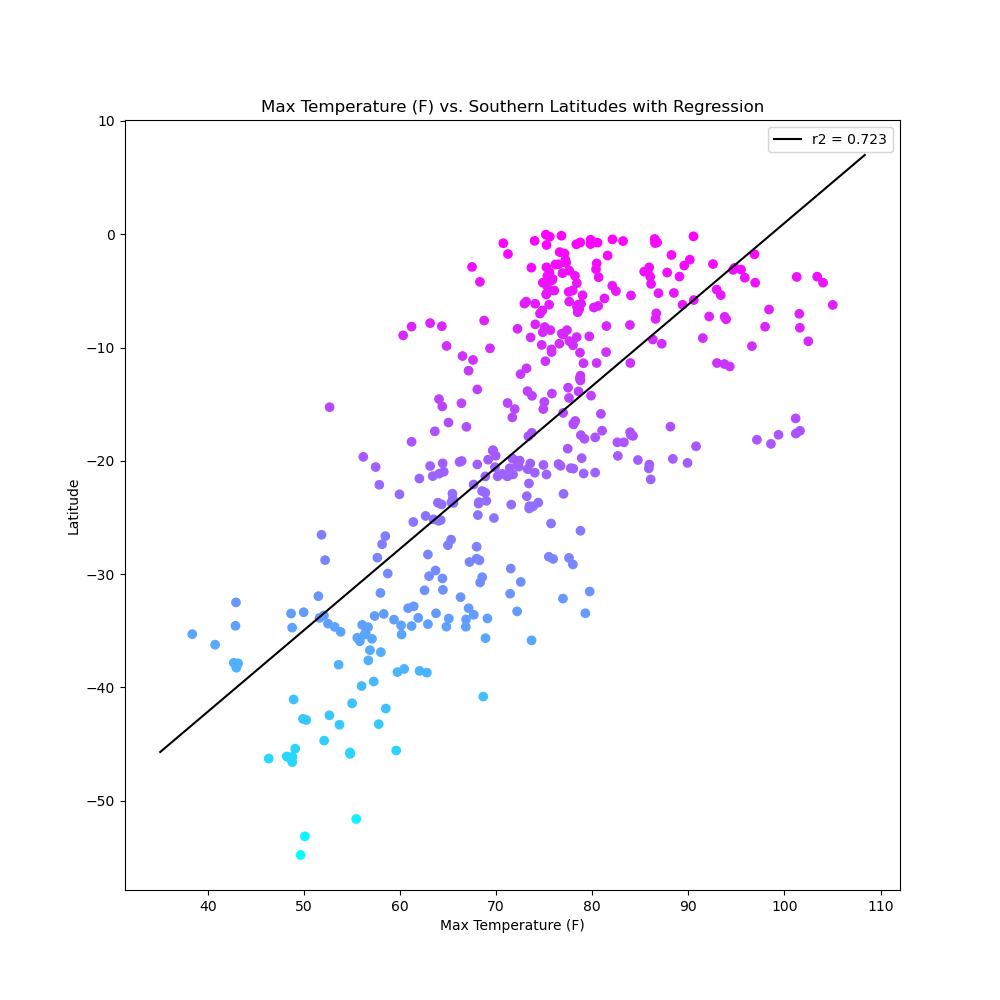 Max Temperature (F) vs. Southern Latitudes with Regression
r2 = 0.723
10
0
−10
−20
−30
−40
−50
Latitude
40 50 60 70 80 90 100 110
Max Temperature (F)